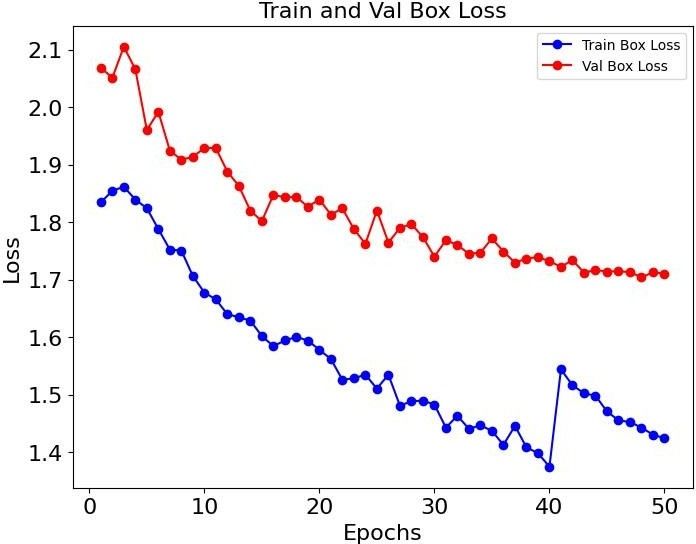 Train and Val Box Loss
Train Box Loss
Val Box Loss
2.1
2.0
1.9
1.8
1.7
1.6
1.5
1.4
Loss
0 10 20 30 40 50
Epochs